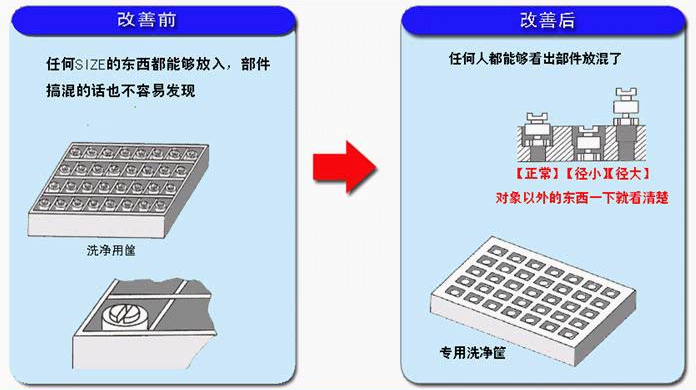 改善前
任何SIZE的东西都能够放入，部件
搞混的话也不容易发现
洗净用筐
改善后
任何人都能够看出部件放混了
【正常】【径小】【径大】
对象以外的东西一下就看清楚
专用洗净筐